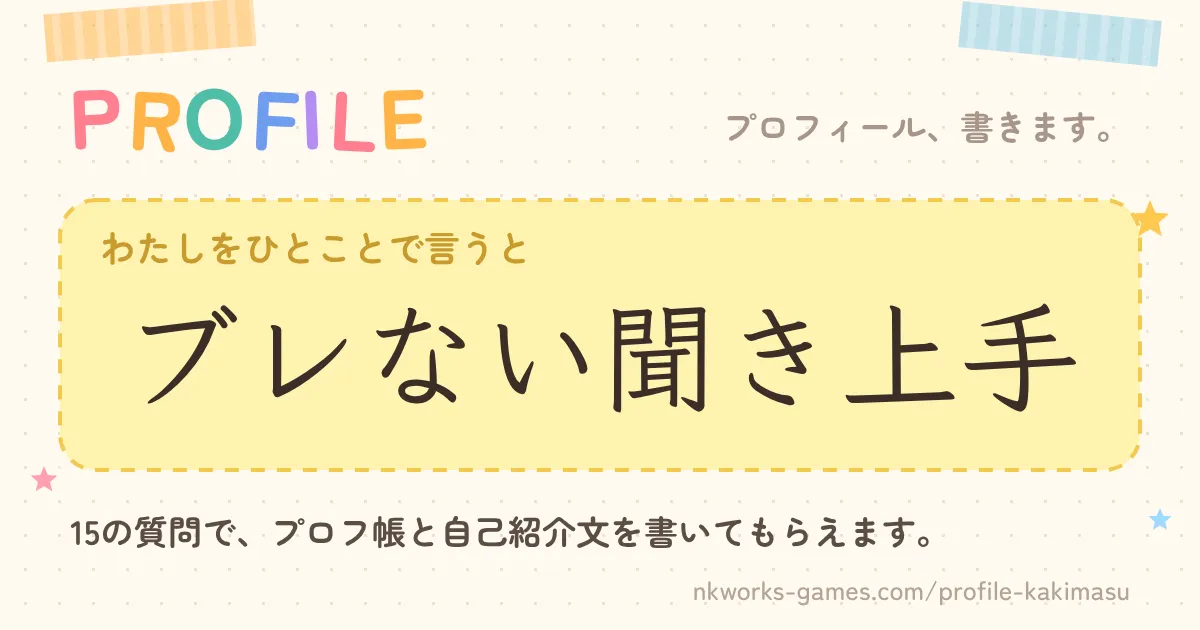 PROFILE
プロフィール、書きます。
わたしをひとことで言うと
ブレない聞き上手
15の質問で、プロフ帳と自己紹介文を書いてもらえます。
nkworks-games.com/profile-kakimasu